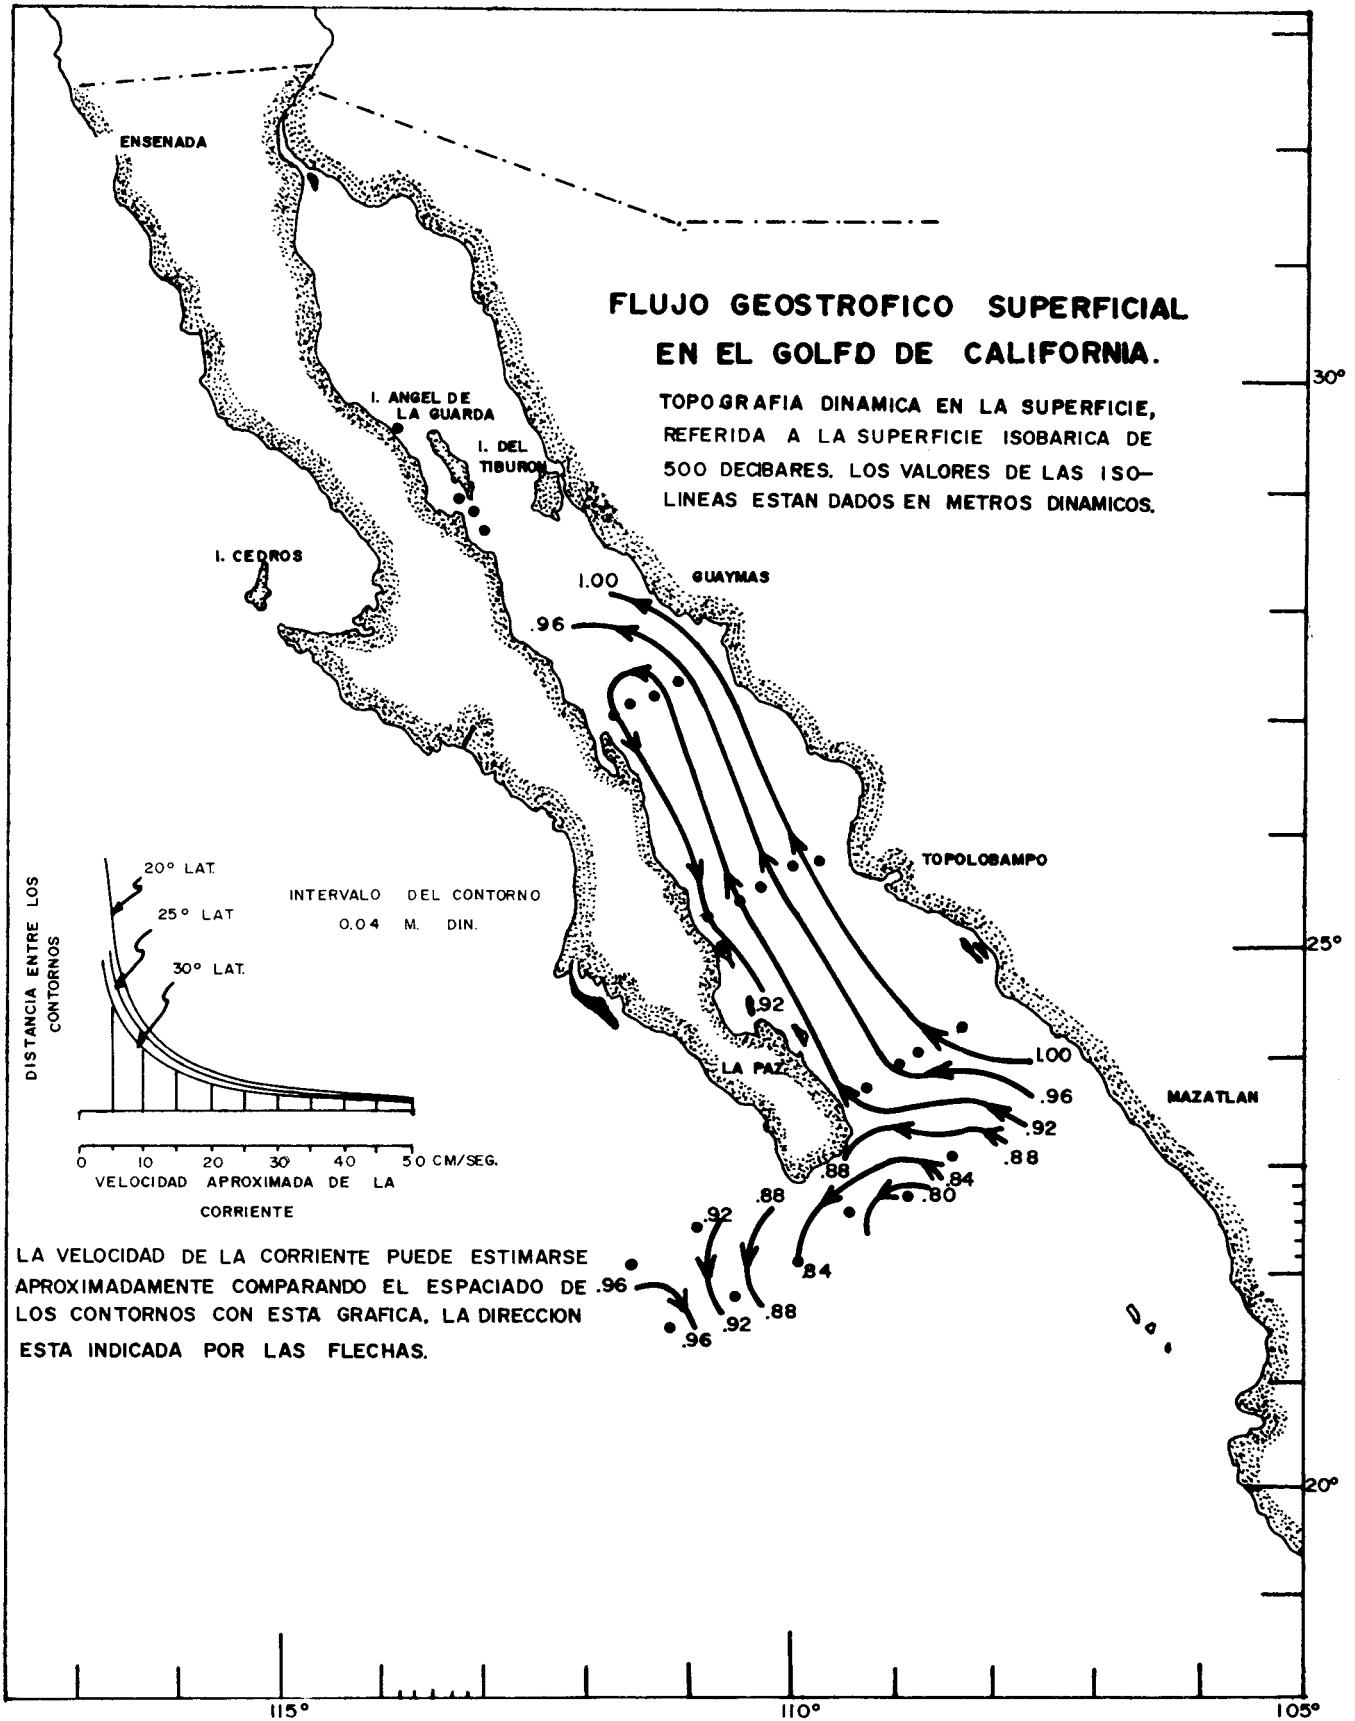 ENSENADA
FLUJO GEOSTROFICO SUPERFICIAL
EN EL GOLFO DE CALIFORNIA.
TOPOGRAFIA DINAMICA EN LA SUPERFICIE,
REFERIDA A LA SUPERFICIE ISOBARICA DE
500 DECIBARES. LOS VALORES DE LAS ISO-
LINEAS ESTAN DADOS EN METROS DINAMICOS.
30°
I. ANGEL DE
LA GUARDA
I. DEL
TIBURON
I. CEDROS
GUAYMAS
1.00
.96
TOPOLOBAMPO
25°
DISTANCIA ENTRE LOS
CONTORNOS
20° LAT.
25° LAT
30° LAT.
INTERVALO DEL CONTORNO
0.04 M. DIN.
0 10 20 30 40 50 CM/SEG.
VELOCIDAD APROXIMADA DE LA
CORRIENTE
.92
LA PAZ
1.00
.96
MAZATLAN
.92
.88
.88
.84
.80
.88
.92
.84
.96
.88
.92
.96
LA VELOCIDAD DE LA CORRIENTE PUEDE ESTIMARSE
APROXIMADAMENTE COMPARANDO EL ESPACIADO DE
LOS CONTORNOS CON ESTA GRAFICA. LA DIRECCION
ESTA INDICADA POR LAS FLECHAS.
20°
115° 110° 105°